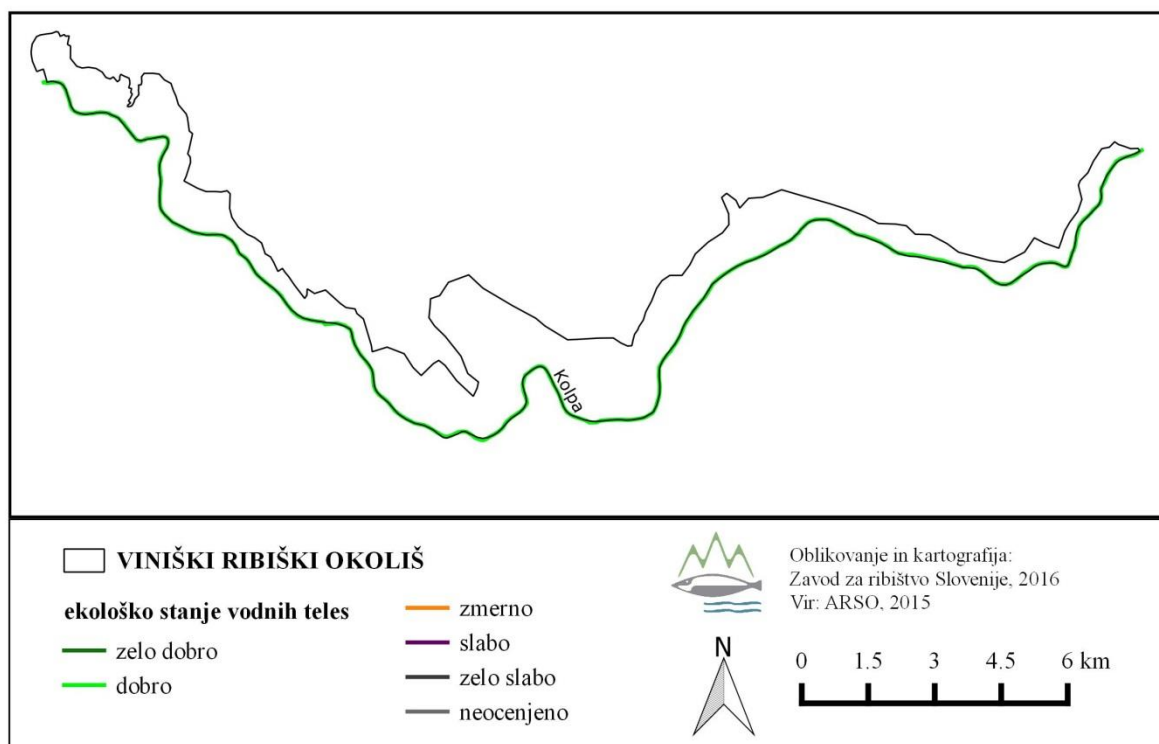 Kolpa
VINIŠKI RIBIŠKI OKOLIŠ
ekološko stanje vodnih teles
zelo dobro
dobro
zmerno
slabo
zelo slabo
neocenjeno
Oblikovanje in kartografija:
Zavod za ribištvo Slovenije, 2016
Vir: ARSO, 2015
N
0 1.5 3 4.5 6 km